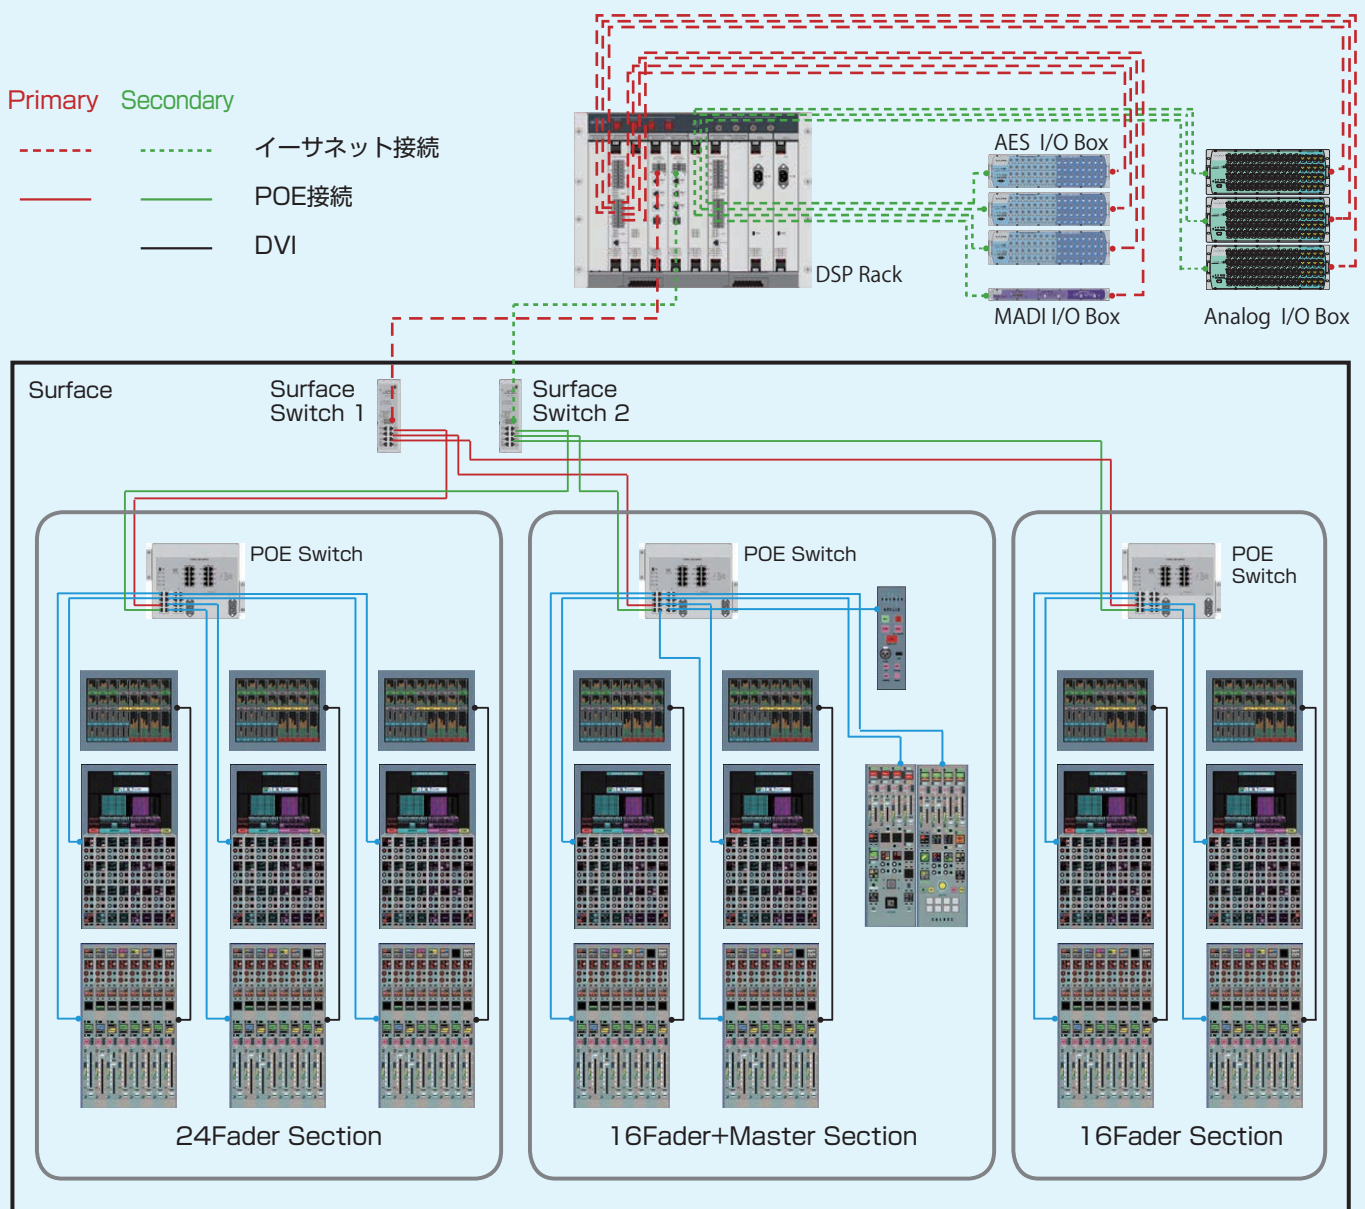 Primary Secondary
イーサネット接続
POE接続
DVI
AES I/O Box
DSP Rack
MADI I/O Box
Analog I/O Box
Surface
Surface
Switch 1
Surface
Switch 2
POE Switch
POE Switch
POE
Switch
24Fader Section
16Fader+Master Section
16Fader Section